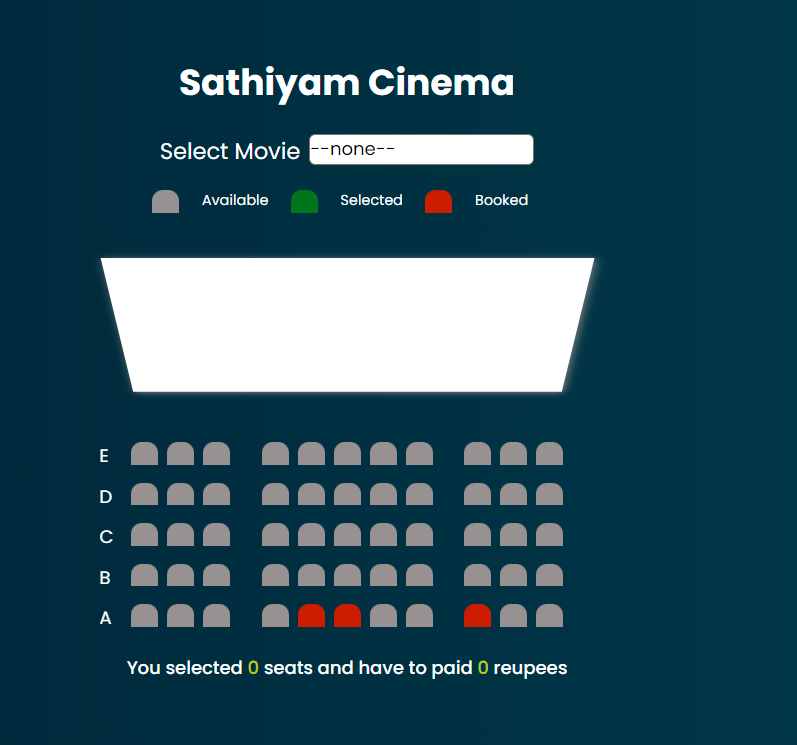 Sathiyam Cinema
Select Movie --none--
Available Selected Booked
E
D
C
B
A
You selected 0 seats and have to paid 0 reupees